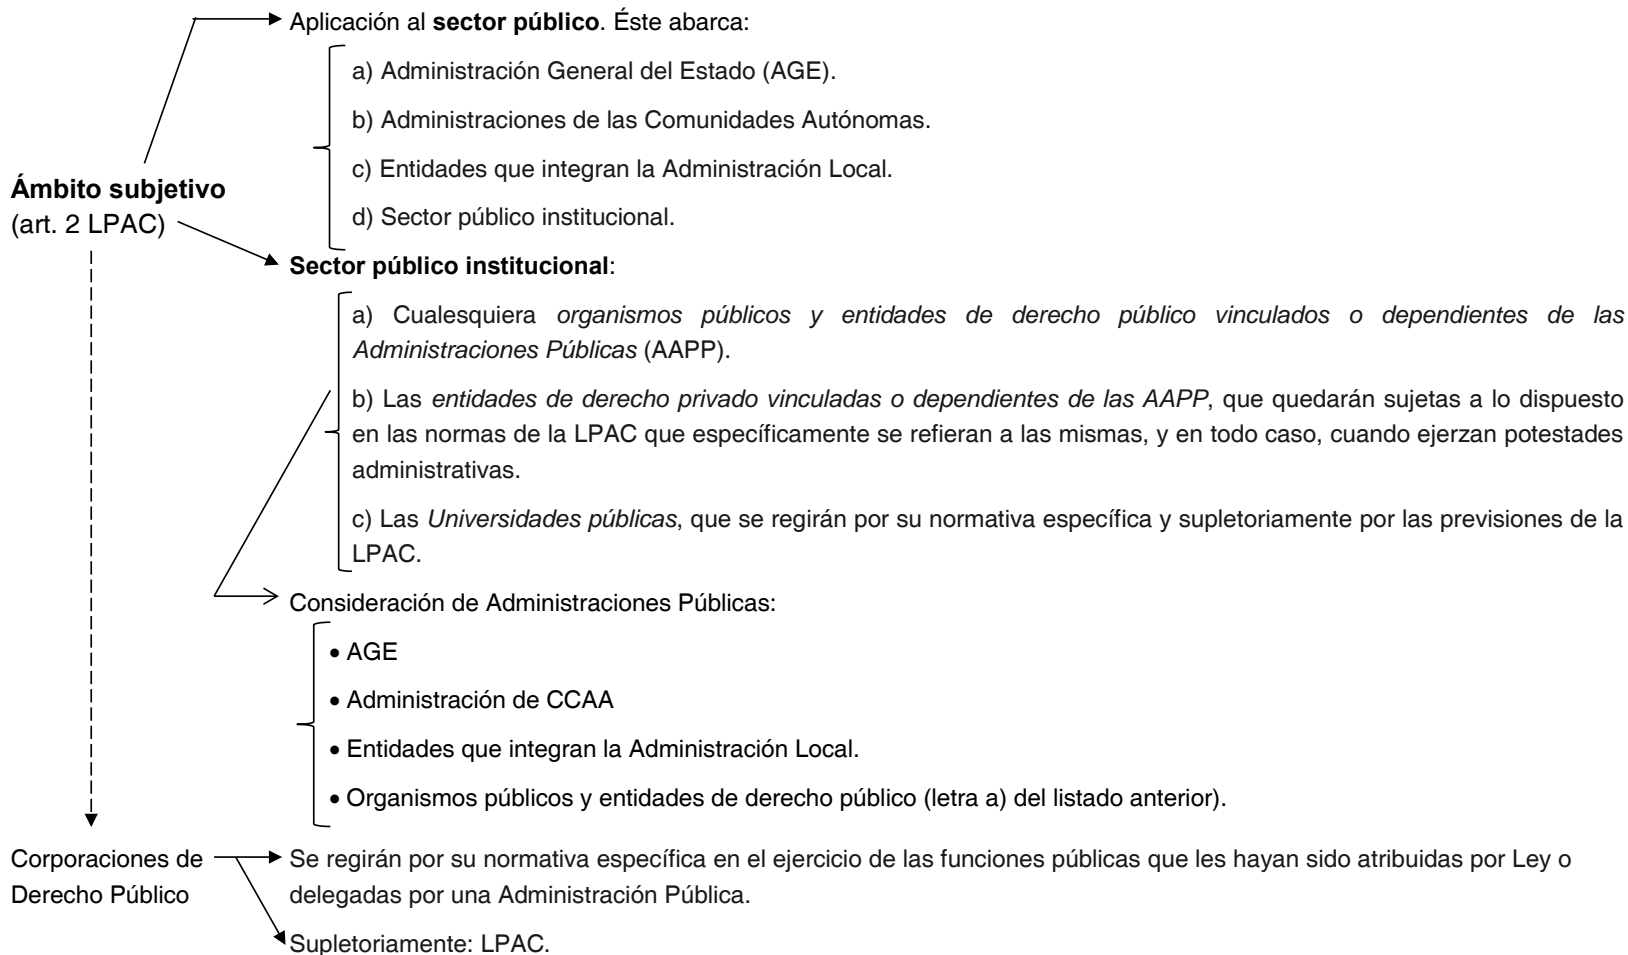 Aplicación al sector público. Éste abarca:
a) Administración General del Estado (AGE).
b) Administraciones de las Comunidades Autónomas.
c) Entidades que integran la Administración Local.
d) Sector público institucional.
Ámbito subjetivo
(art. 2 LPAC)
Sector público institucional:
a) Cualesquiera organismos públicos y entidades de derecho público vinculados o dependientes de las
Administraciones Públicas (AAPP).
b) Las entidades de derecho privado vinculadas o dependientes de las AAPP, que quedarán sujetas a lo dispuesto
en las normas de la LPAC que específicamente se refieran a las mismas, y en todo caso, cuando ejerzan potestades
administrativas.
c) Las Universidades públicas, que se regirán por su normativa específica y supletoriamente por las previsiones de la
LPAC.
Consideración de Administraciones Públicas:
• AGE
• Administración de CCAA
• Entidades que integran la Administración Local.
• Organismos públicos y entidades de derecho público (letra a) del listado anterior).
Corporaciones de
Derecho Público
Se regirán por su normativa específica en el ejercicio de las funciones públicas que les hayan sido atribuidas por Ley o
delegadas por una Administración Pública.
Supletoriamente: LPAC.